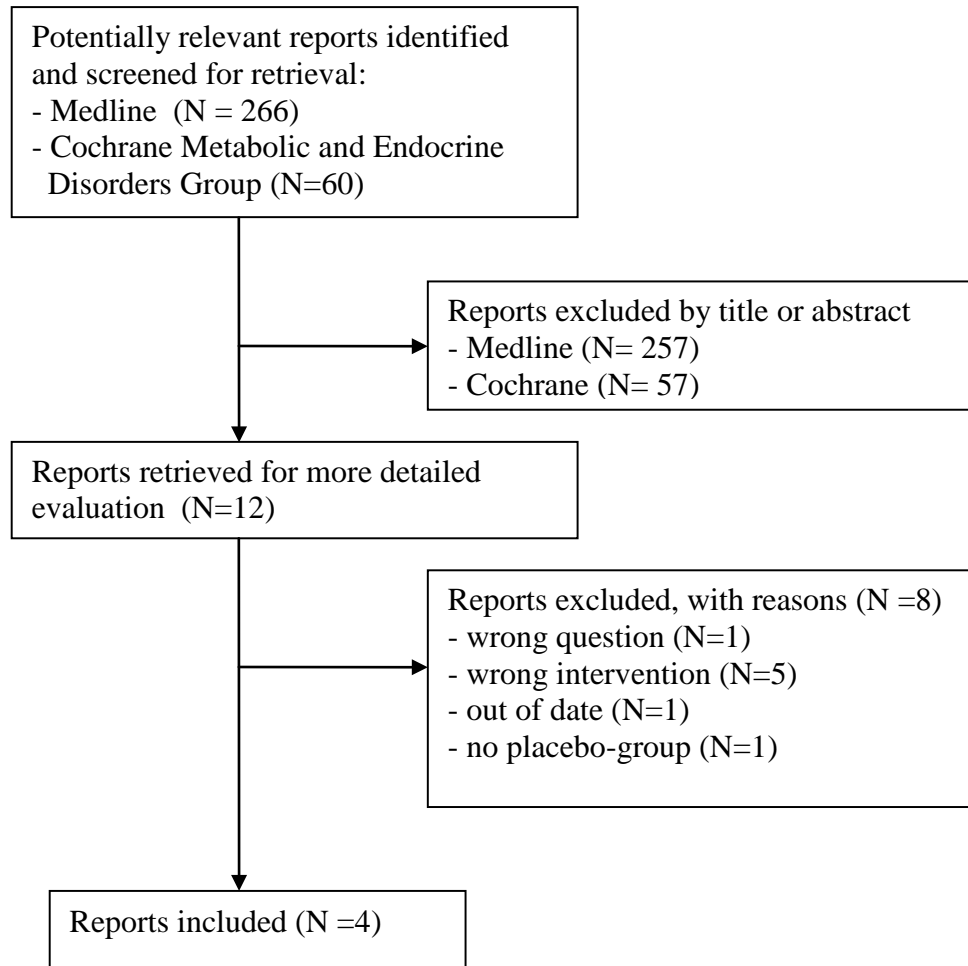 Potentially relevant reports identified
and screened for retrieval:
- Medline  (N = 266)
- Cochrane Metabolic and Endocrine
Disorders Group (N=60)
Reports excluded by title or abstract
- Medline (N= 257)
- Cochrane (N= 57)
Reports retrieved for more detailed
evaluation  (N=12)
Reports excluded, with reasons (N =8)
- wrong question (N=1)
- wrong intervention (N=5)
- out of date (N=1)
- no placebo-group (N=1)
Reports included (N =4)